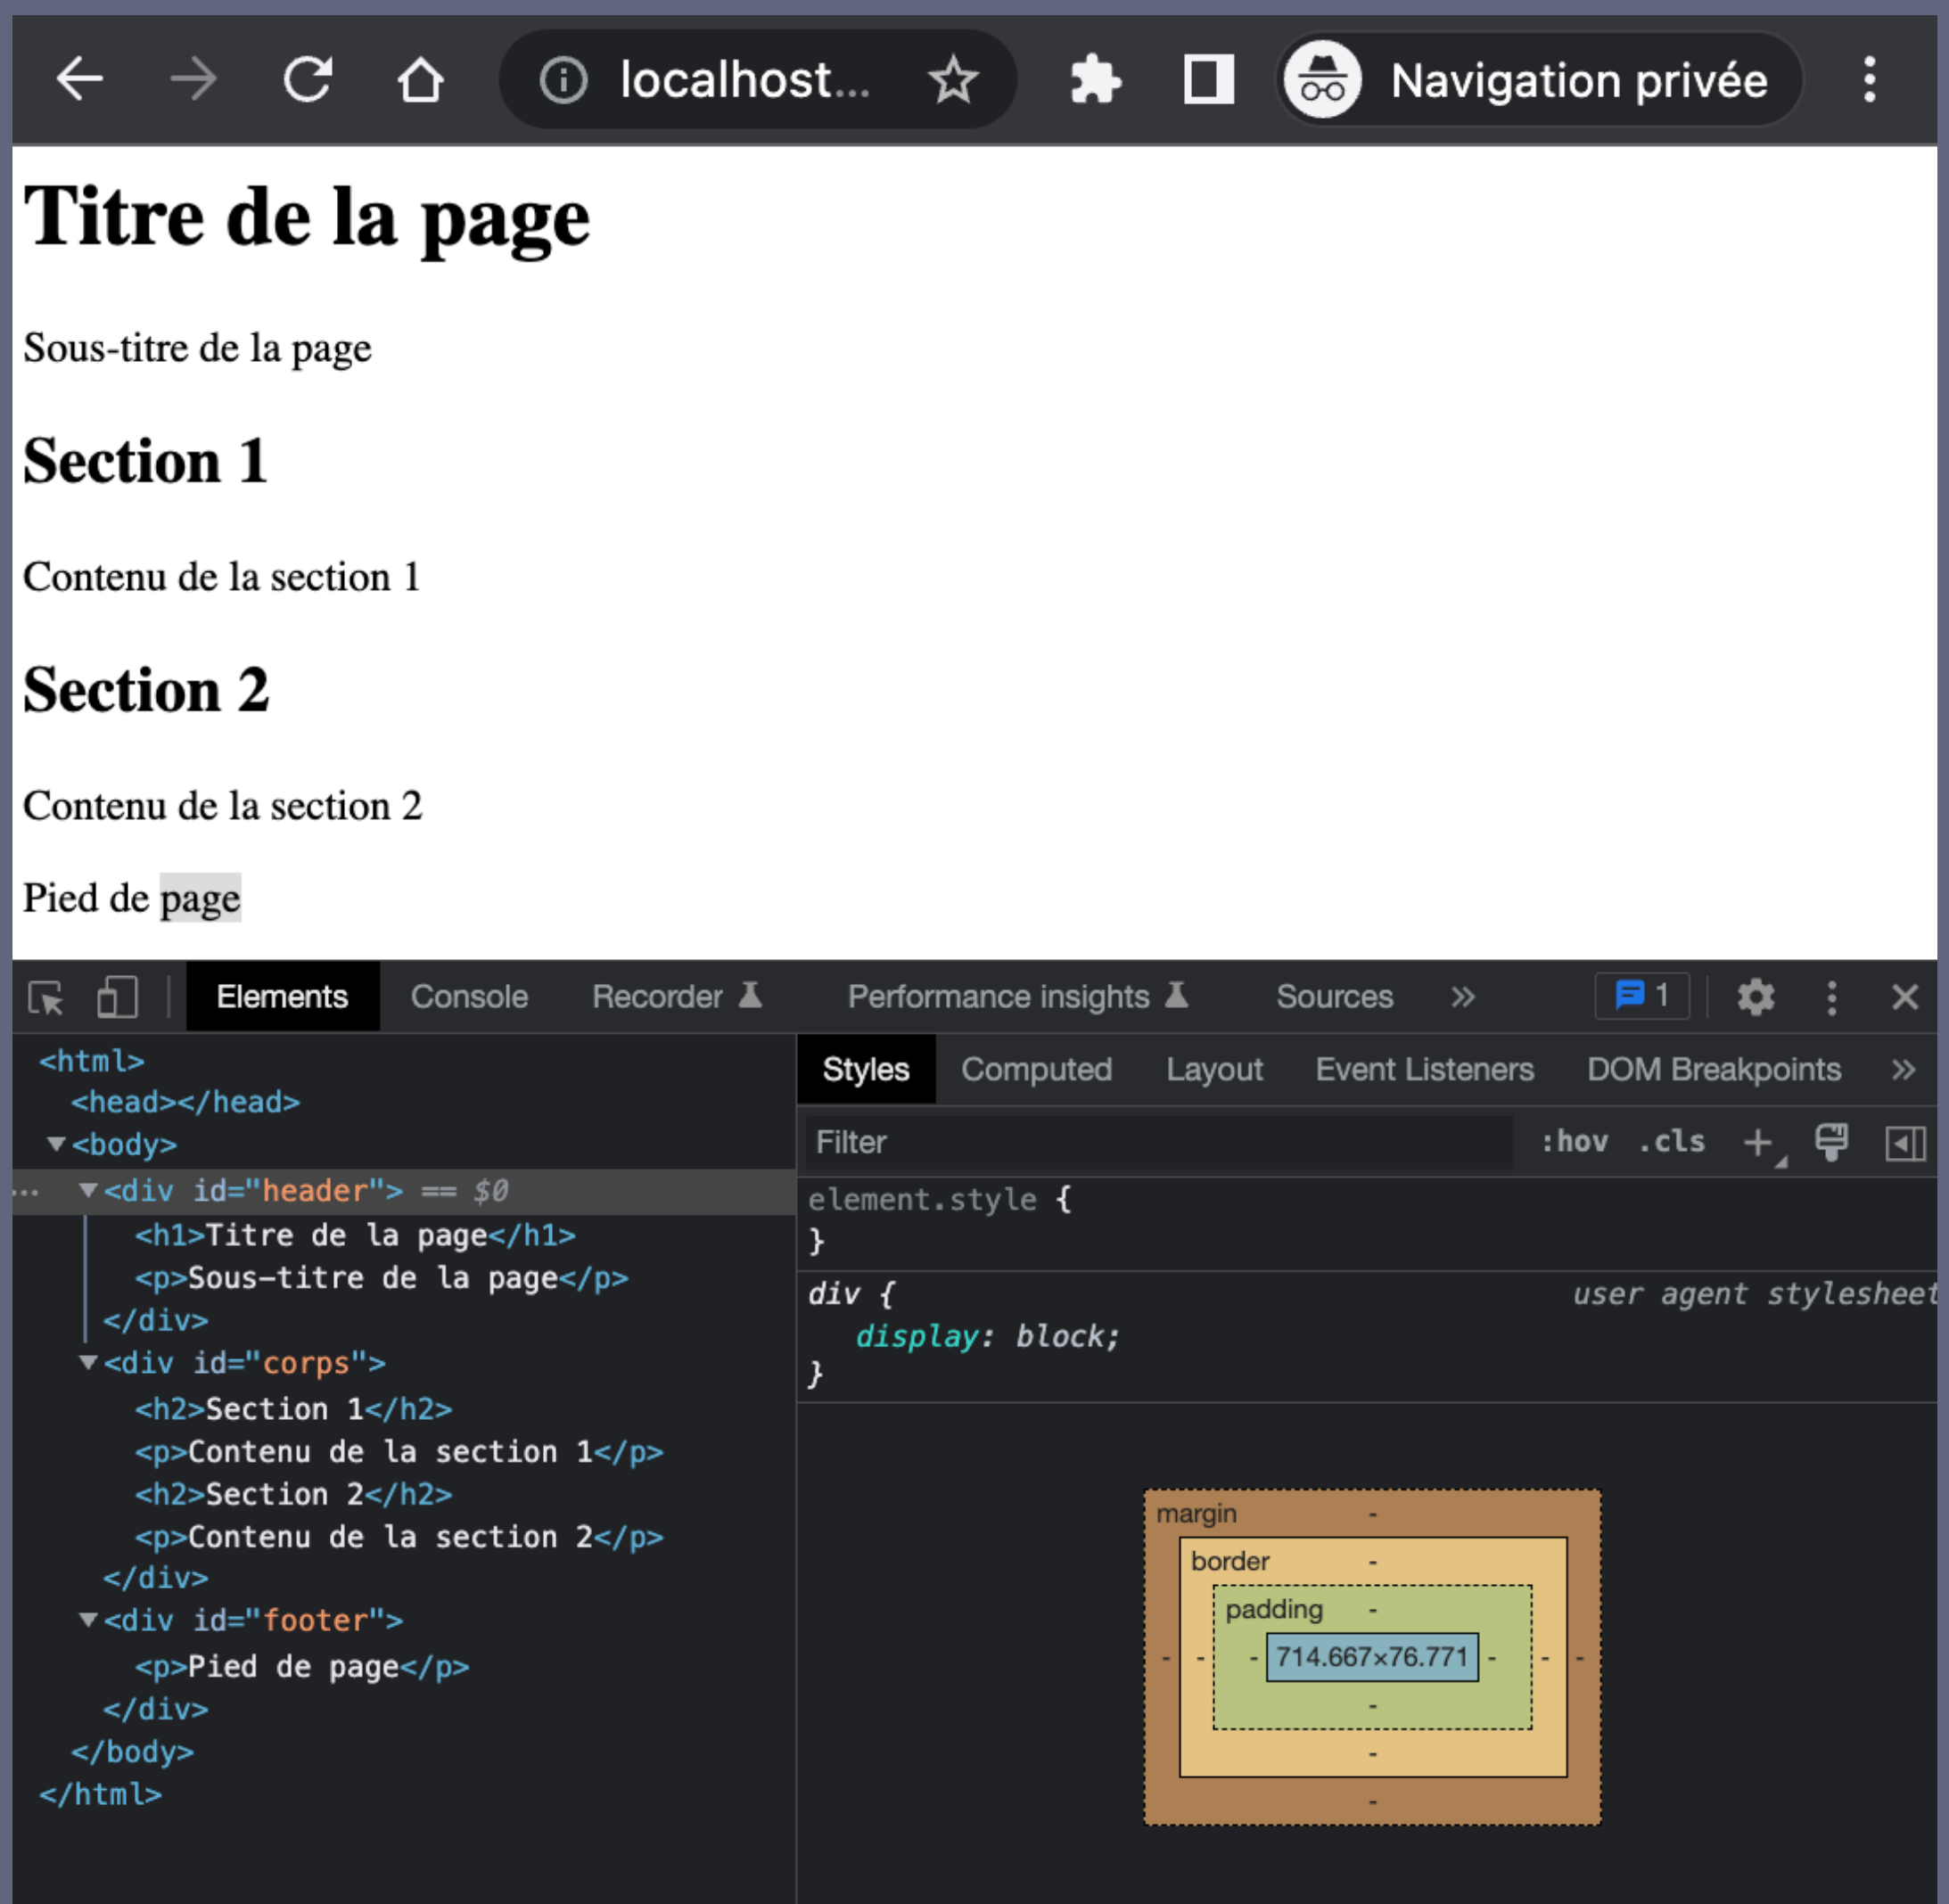 localhost... Navigation privée
Titre de la page
Sous-titre de la page
Section 1
Contenu de la section 1
Section 2
Contenu de la section 2
Pied de page
Elements Console Recorder Performance insights Sources » 1
<html>
<head></head>
<body>
... <div id="header"> == $0
<h1>Titre de la page</h1>
<p>Sous-titre de la page</p>
</div>
<div id="corps">
<h2>Section 1</h2>
<p>Contenu de la section 1</p>
<h2>Section 2</h2>
<p>Contenu de la section 2</p>
</div>
<div id="footer">
<p>Pied de page</p>
</div>
</body>
</html>
Styles Computed Layout Event Listeners DOM Breakpoints »
Filter :hov .cls +
element.style {
}
div { user agent stylesheet
display: block;
}
margin -
border -
padding -
- - - 714.667×76.771 - - -
-
-
-